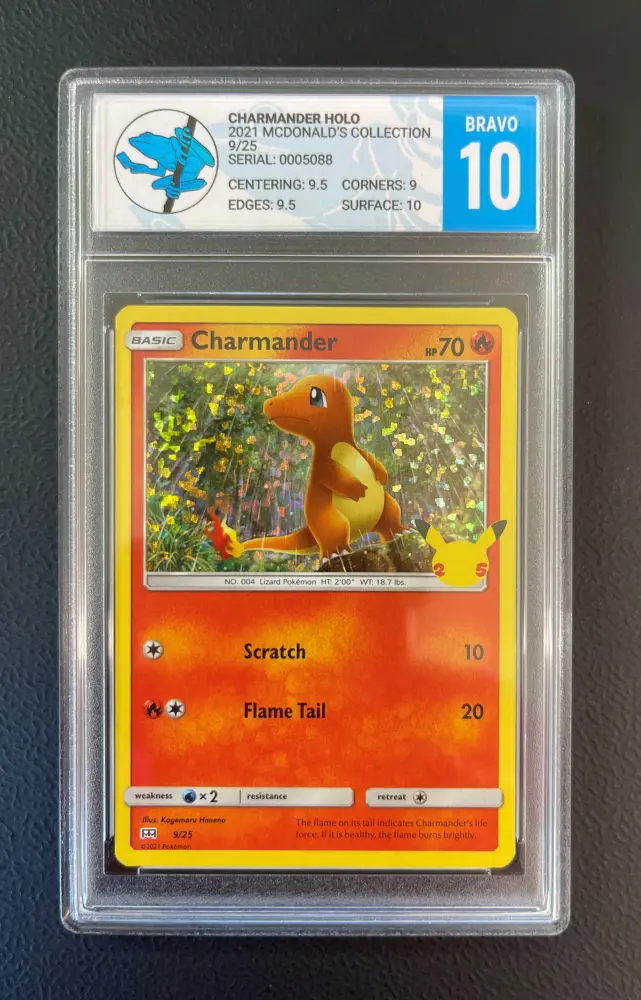 CHARMANDER HOLO
2021 MCDONALD'S COLLECTION
9/25
SERIAL: 0005088
CENTERING: 9.5 CORNERS: 9
EDGES: 9.5 SURFACE: 10
BRAVO
10
BASIC Charmander HP 70
25
NO. 004 Lizard Pokémon HT: 2'00" WT: 18.7 lbs.
Scratch 10
Flame Tail 20
weakness ×2 resistance retreat
Illus. Kagemaru Himeno
9/25
©2021 Pokémon
The flame on its tail indicates Charmander's life
force. If it is healthy, the flame burns brightly.